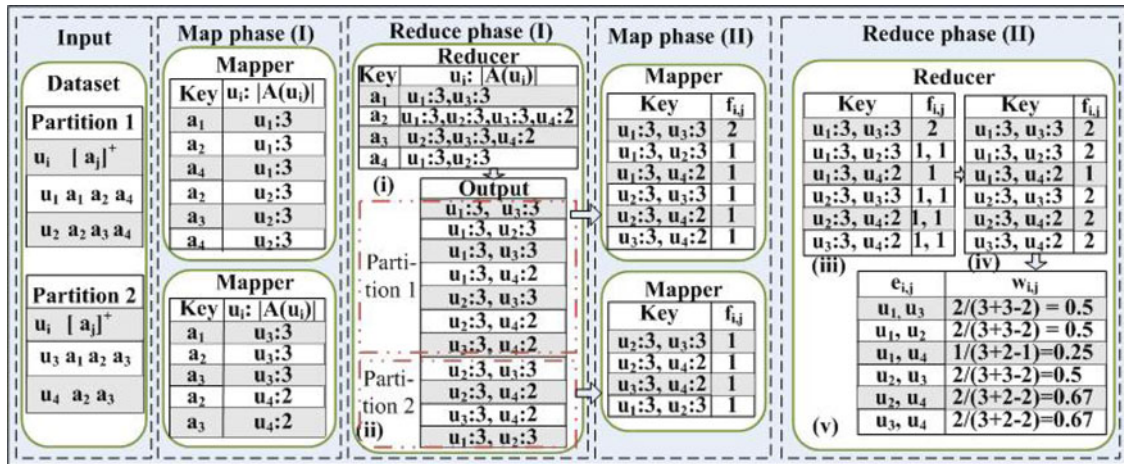 Input
Dataset
Partition 1
uᵢ [ aⱼ]⁺
u₁ a₁ a₂ a₄
u₂ a₂ a₃ a₄
Partition 2
uᵢ [ aⱼ]⁺
u₃ a₁ a₂ a₃
u₄ a₂ a₃
Map phase (I)
Mapper
Key uᵢ: |A(uᵢ)|
a₁ u₁:3
a₂ u₁:3
a₄ u₁:3
a₂ u₂:3
a₃ u₂:3
a₄ u₂:3
Mapper
Key uᵢ: |A(uᵢ)|
a₁ u₃:3
a₂ u₃:3
a₃ u₃:3
a₂ u₄:2
a₃ u₄:2
Reduce phase (I)
Reducer
Key uᵢ: |A(uᵢ)|
a₁ u₁:3,u₃:3
a₂ u₁:3,u₂:3,u₃:3,u₄:2
a₃ u₂:3,u₃:3,u₄:2
a₄ u₁:3,u₂:3
(i)
Output
u₁:3, u₃:3
u₁:3, u₂:3
u₁:3, u₃:3
u₁:3, u₄:2
u₂:3, u₃:3
u₂:3, u₄:2
u₃:3, u₄:2
Parti-
tion 1
u₂:3, u₃:3
u₂:3, u₄:2
u₃:3, u₄:2
u₁:3, u₂:3
Parti-
tion 2
(ii)
Map phase (II)
Mapper
Key fᵢ,ⱼ
u₁:3, u₃:3 2
u₁:3, u₂:3 1
u₁:3, u₄:2 1
u₂:3, u₃:3 1
u₂:3, u₄:2 1
u₃:3, u₄:2 1
Mapper
Key fᵢ,ⱼ
u₂:3, u₃:3 1
u₂:3, u₄:2 1
u₃:3, u₄:2 1
u₁:3, u₂:3 1
Reduce phase (II)
Reducer
Key fᵢ,ⱼ
u₁:3, u₃:3 2
u₁:3, u₂:3 1, 1
u₁:3, u₄:2 1
u₂:3, u₃:3 1, 1
u₂:3, u₄:2 1, 1
u₃:3, u₄:2 1, 1
(iii)
Key fᵢ,ⱼ
u₁:3, u₃:3 2
u₁:3, u₂:3 2
u₁:3, u₄:2 1
u₂:3, u₃:3 2
u₂:3, u₄:2 2
u₃:3, u₄:2 2
(iv)
eᵢ,ⱼ wᵢ,ⱼ
u₁, u₃ 2/(3+3-2) = 0.5
u₁, u₂ 2/(3+3-2) = 0.5
u₁, u₄ 1/(3+2-1)=0.25
u₂, u₃ 2/(3+3-2)=0.5
u₂, u₄ 2/(3+2-2)=0.67
u₃, u₄ 2/(3+2-2)=0.67
(v)